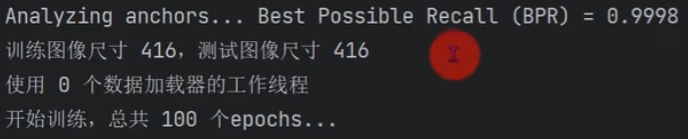 Analyzing anchors... Best Possible Recall (BPR) = 0.9998
训练图像尺寸 416，测试图像尺寸 416
使用 0 个数据加载器的工作线程
开始训练，总共 100 个epochs...